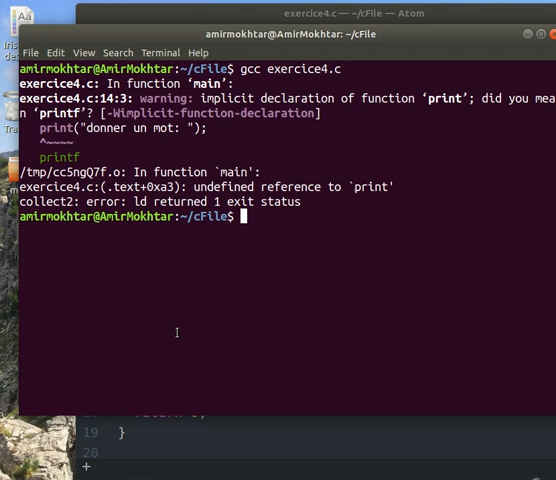 Aa
exercice4.c — ~/cFile — Atom
amirmokhtar@AmirMokhtar: ~/cFile
File Edit View Search Terminal Help
amirmokhtar@AmirMokhtar:~/cFile$ gcc exercice4.c
exercice4.c: In function ‘main’:
exercice4.c:14:3: warning: implicit declaration of function ‘print’; did you mea
n ‘printf’? [-Wimplicit-function-declaration]
print("donner un mot: ");
^~~~~
printf
/tmp/cc5ngQ7f.o: In function `main':
exercice4.c:(.text+0xa3): undefined reference to `print'
collect2: error: ld returned 1 exit status
amirmokhtar@AmirMokhtar:~/cFile$
19 }
20
+